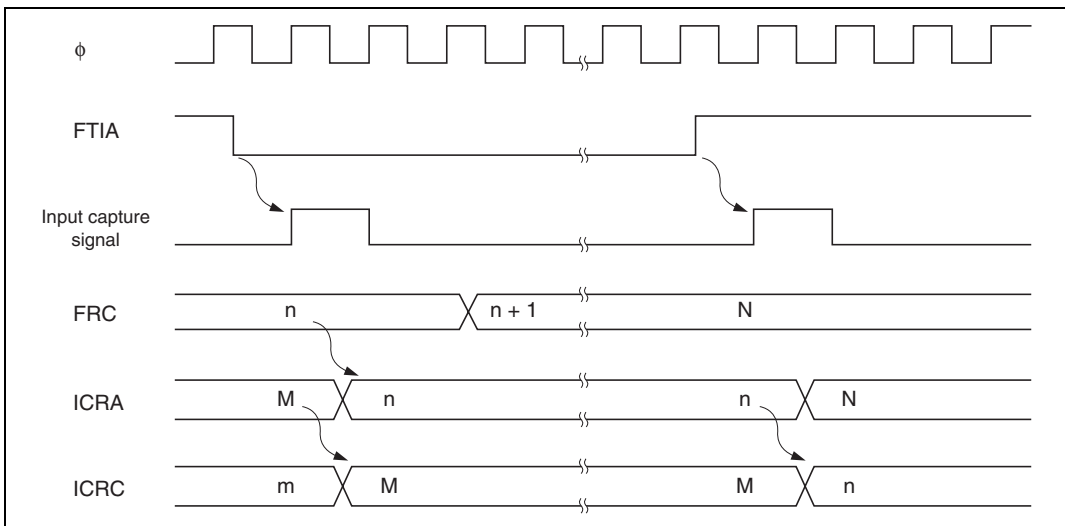 ϕ
FTIA
Input capture
signal
FRC n n + 1 N
ICRA M n n N
ICRC m M M n